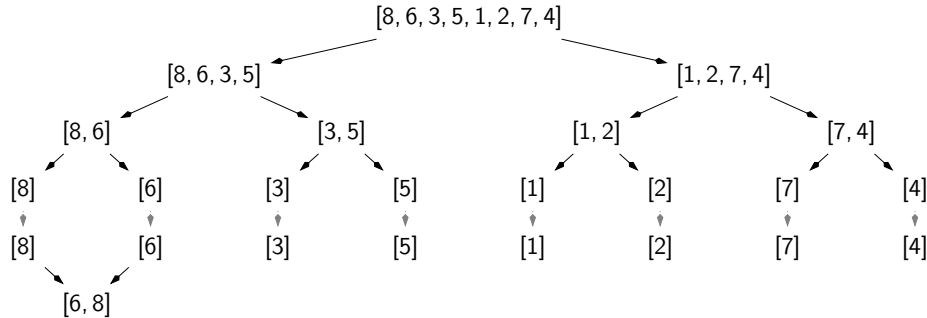 [8, 6, 3, 5, 1, 2, 7, 4]
[8, 6, 3, 5] [1, 2, 7, 4]
[8, 6] [3, 5] [1, 2] [7, 4]
[8] [6] [3] [5] [1] [2] [7] [4]
[8] [6] [3] [5] [1] [2] [7] [4]
[6, 8]